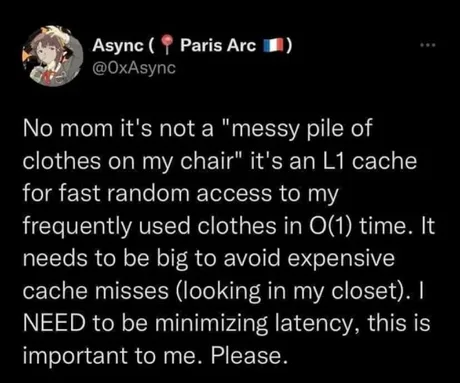 Async (📍 Paris Arc 🇫🇷)
@0xAsync
No mom it's not a "messy pile of
clothes on my chair" it's an L1 cache
for fast random access to my
frequently used clothes in O(1) time. It
needs to be big to avoid expensive
cache misses (looking in my closet). I
NEED to be minimizing latency, this is
important to me. Please.